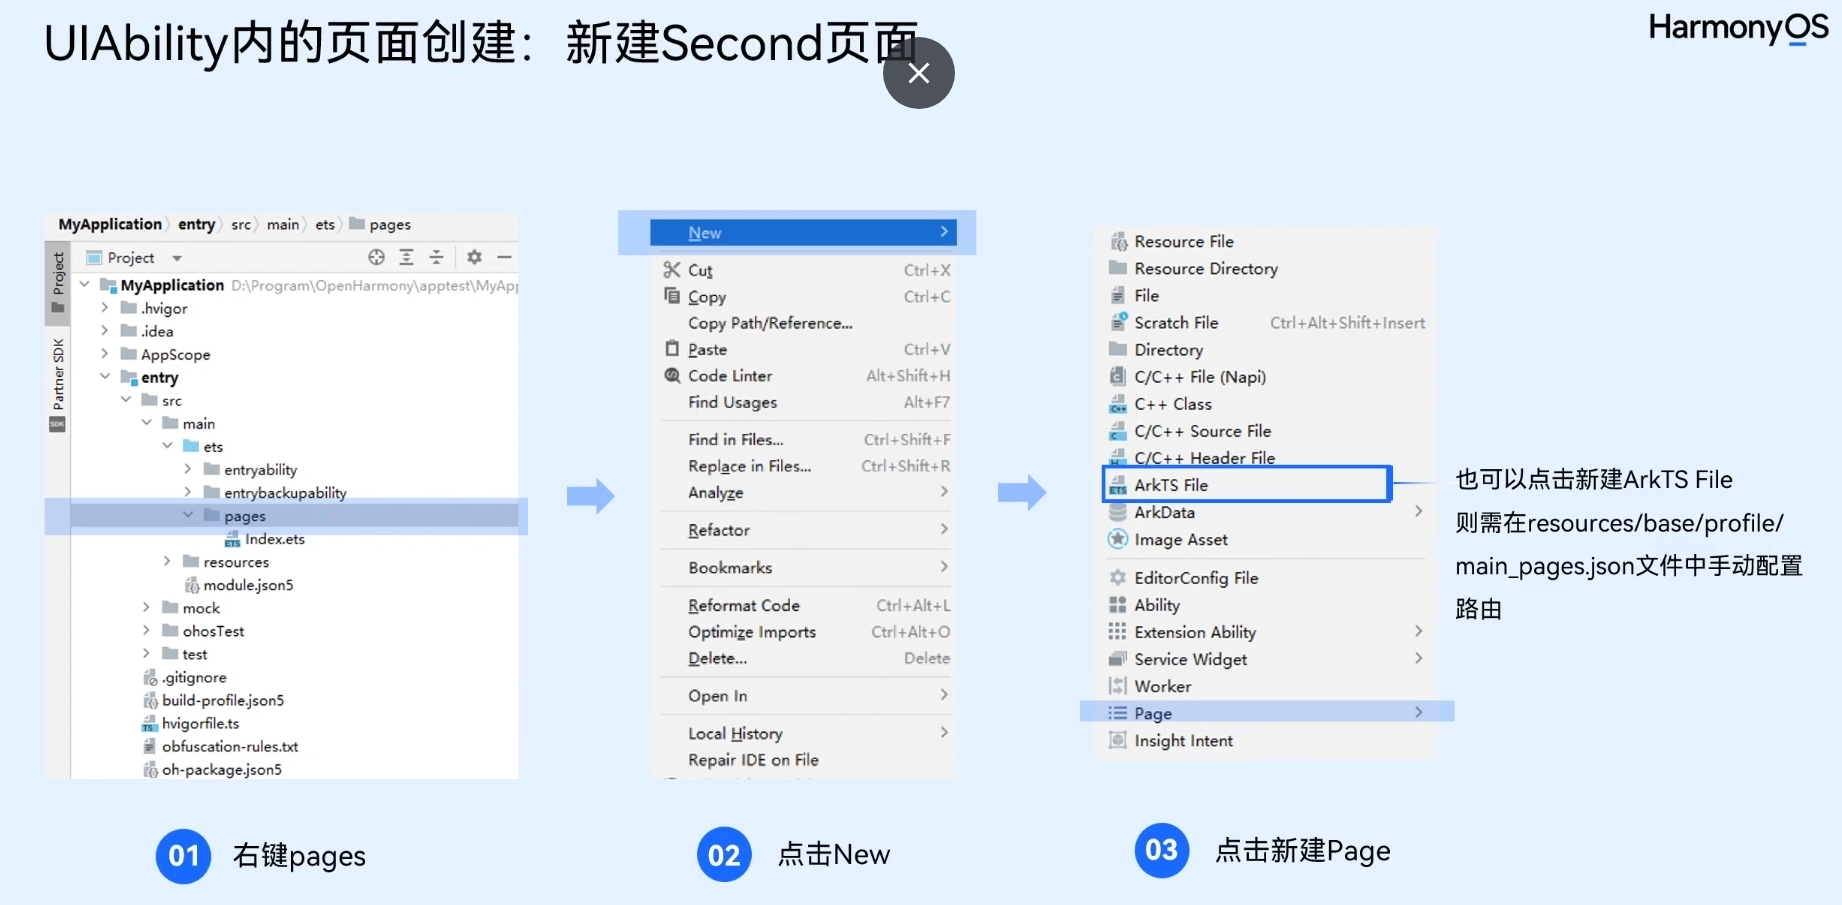 UIAbility内的页面创建：新建Second页面
HarmonyOS
MyApplication entry src main ets pages
Project
Project
Partner SDK
SDK
MyApplication D:\Program\OpenHarmony\apptest\MyApp
.hvigor
.idea
AppScope
entry
src
main
ets
entryability
entrybackupability
pages
Index.ets
resources
module.json5
mock
ohosTest
test
.gitignore
build-profile.json5
hvigorfile.ts
obfuscation-rules.txt
oh-package.json5
01 右键pages
New
Cut Ctrl+X
Copy Ctrl+C
Copy Path/Reference...
Paste Ctrl+V
Code Linter Alt+Shift+H
Find Usages Alt+F7
Find in Files... Ctrl+Shift+F
Replace in Files... Ctrl+Shift+R
Analyze
Refactor
Bookmarks
Reformat Code Ctrl+Alt+L
Optimize Imports Ctrl+Alt+O
Delete... Delete
Open In
Local History
Repair IDE on File
02 点击New
Resource File
Resource Directory
File
Scratch File Ctrl+Alt+Shift+Insert
Directory
C/C++ File (Napi)
C++ Class
C/C++ Source File
C/C++ Header File
ArkTS File
ArkData
Image Asset
EditorConfig File
Ability
Extension Ability
Service Widget
Worker
Page
Insight Intent
03 点击新建Page
也可以点击新建ArkTS File
则需在resources/base/profile/
main_pages.json文件中手动配置
路由